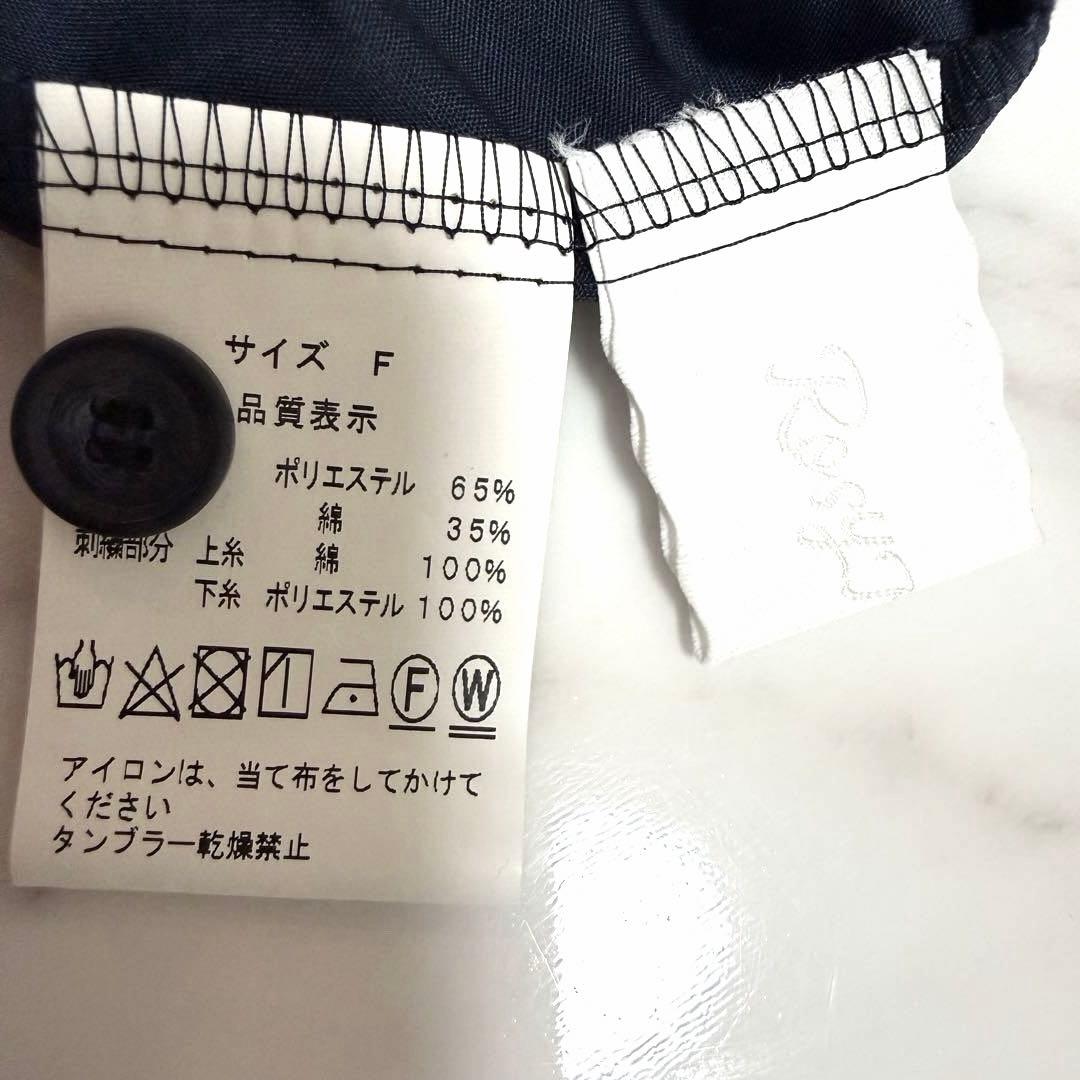 サイズ F
品質表示
ポリエステル 65%
綿 35%
刺繍部分 上糸 綿 100%
下糸 ポリエステル 100%
F W
アイロンは、当て布をしてかけて
ください
タンブラー乾燥禁止